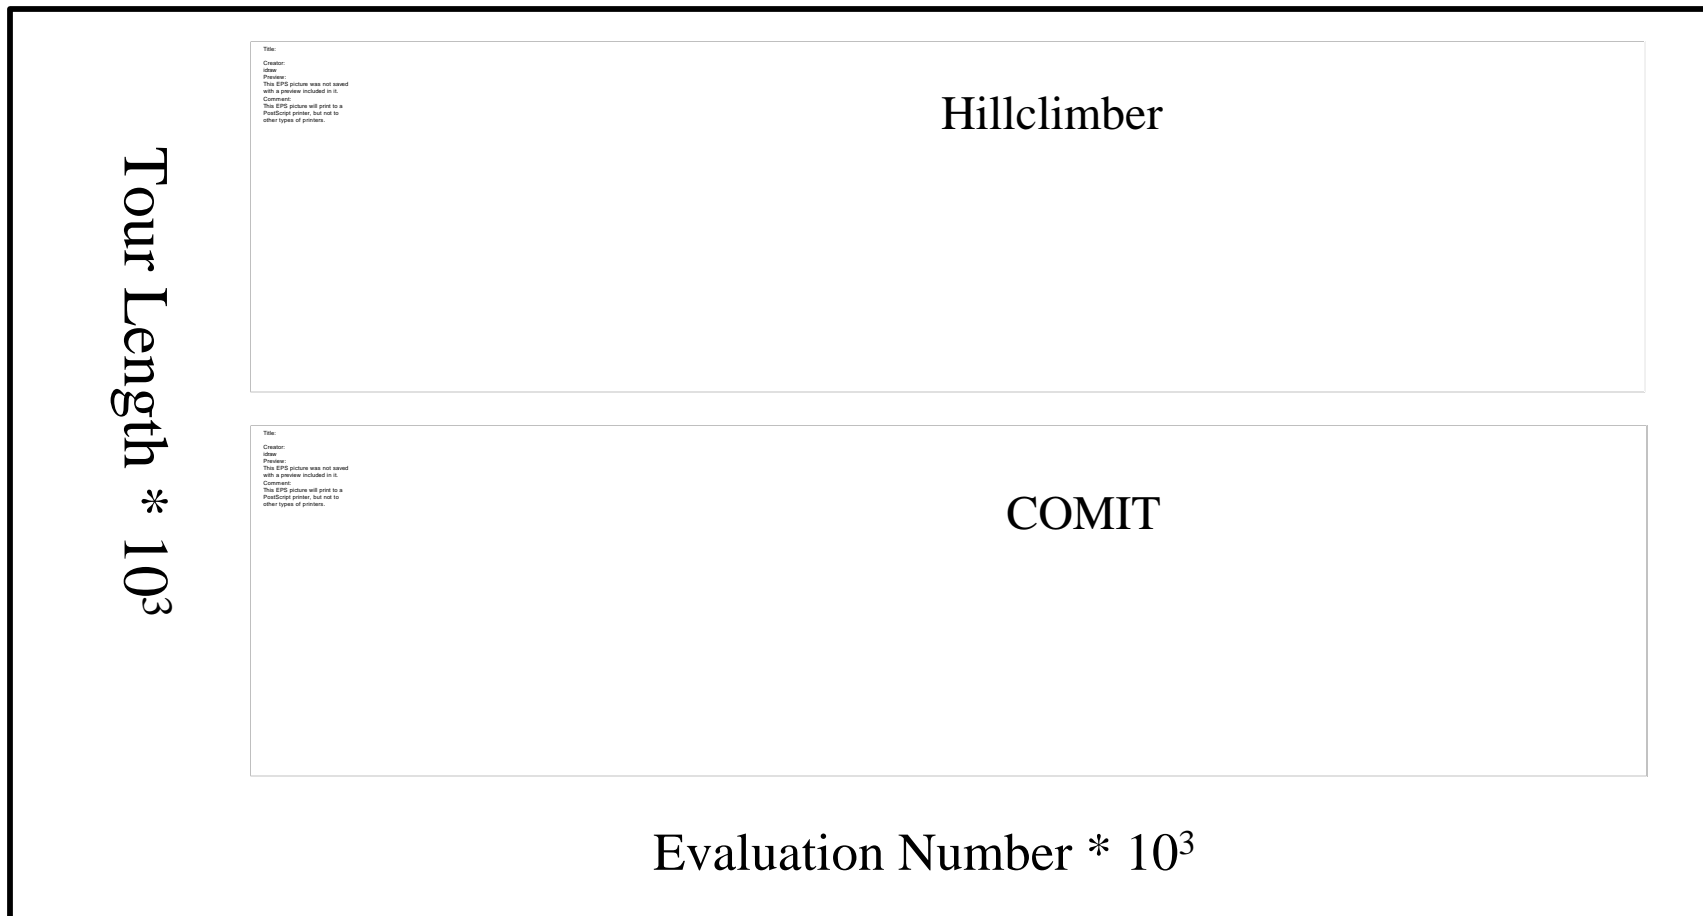 Tour Length * 10³
Title:
Creator:
idraw
Preview:
This EPS picture was not saved
with a preview included in it.
Comment:
This EPS picture will print to a
PostScript printer, but not to
other types of printers.
Hillclimber
Title:
Creator:
idraw
Preview:
This EPS picture was not saved
with a preview included in it.
Comment:
This EPS picture will print to a
PostScript printer, but not to
other types of printers.
COMIT
Evaluation Number * 10³